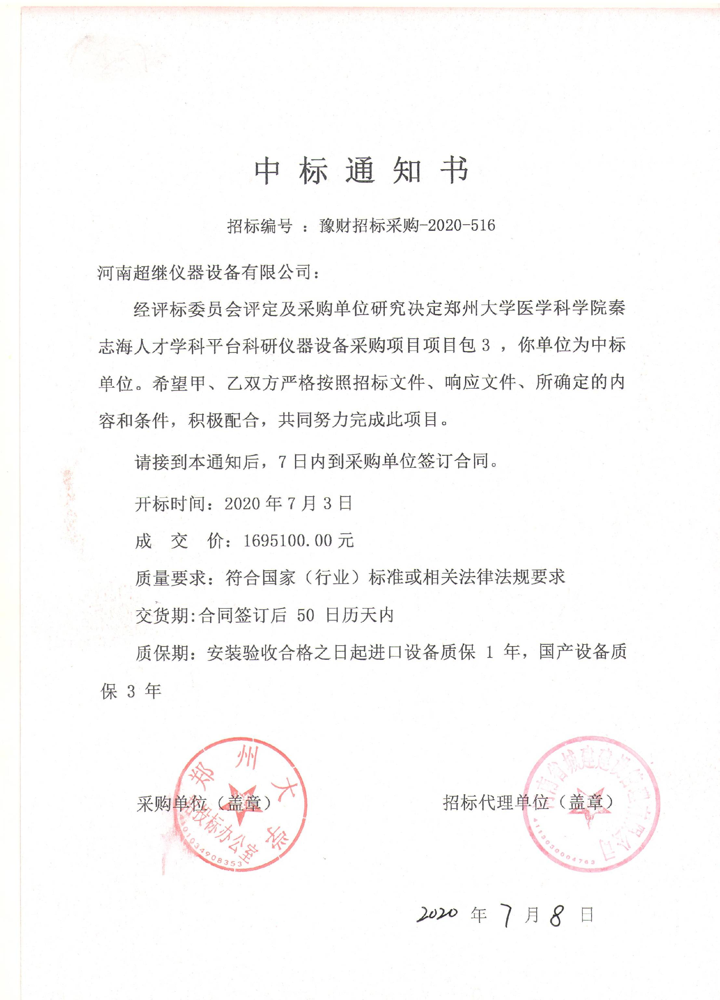 中标通知书
招标编号 ：豫财招标采购-2020-516
河南超继仪器设备有限公司：
经评标委员会评定及采购单位研究决定郑州大学医学科学院秦
志海人才学科平台科研仪器设备采购项目项目包 3 ，你单位为中标
单位。希望甲、乙双方严格按照招标文件、响应文件、所确定的内
容和条件，积极配合，共同努力完成此项目。
请接到本通知后，7 日内到采购单位签订合同。
开标时间：2020 年 7 月 3 日
成 交 价：1695100.00 元
质量要求：符合国家（行业）标准或相关法律法规要求
交货期:合同签订后 50 日历天内
质保期：安装验收合格之日起进口设备质保 1 年，国产设备质
保 3 年
郑州大学
采购单位（盖章）
招标代理单位（盖章）
投标办公室
4101034908353
河南省城建建设管理有限公司
4113030004763
2020 年 7 月 8 日